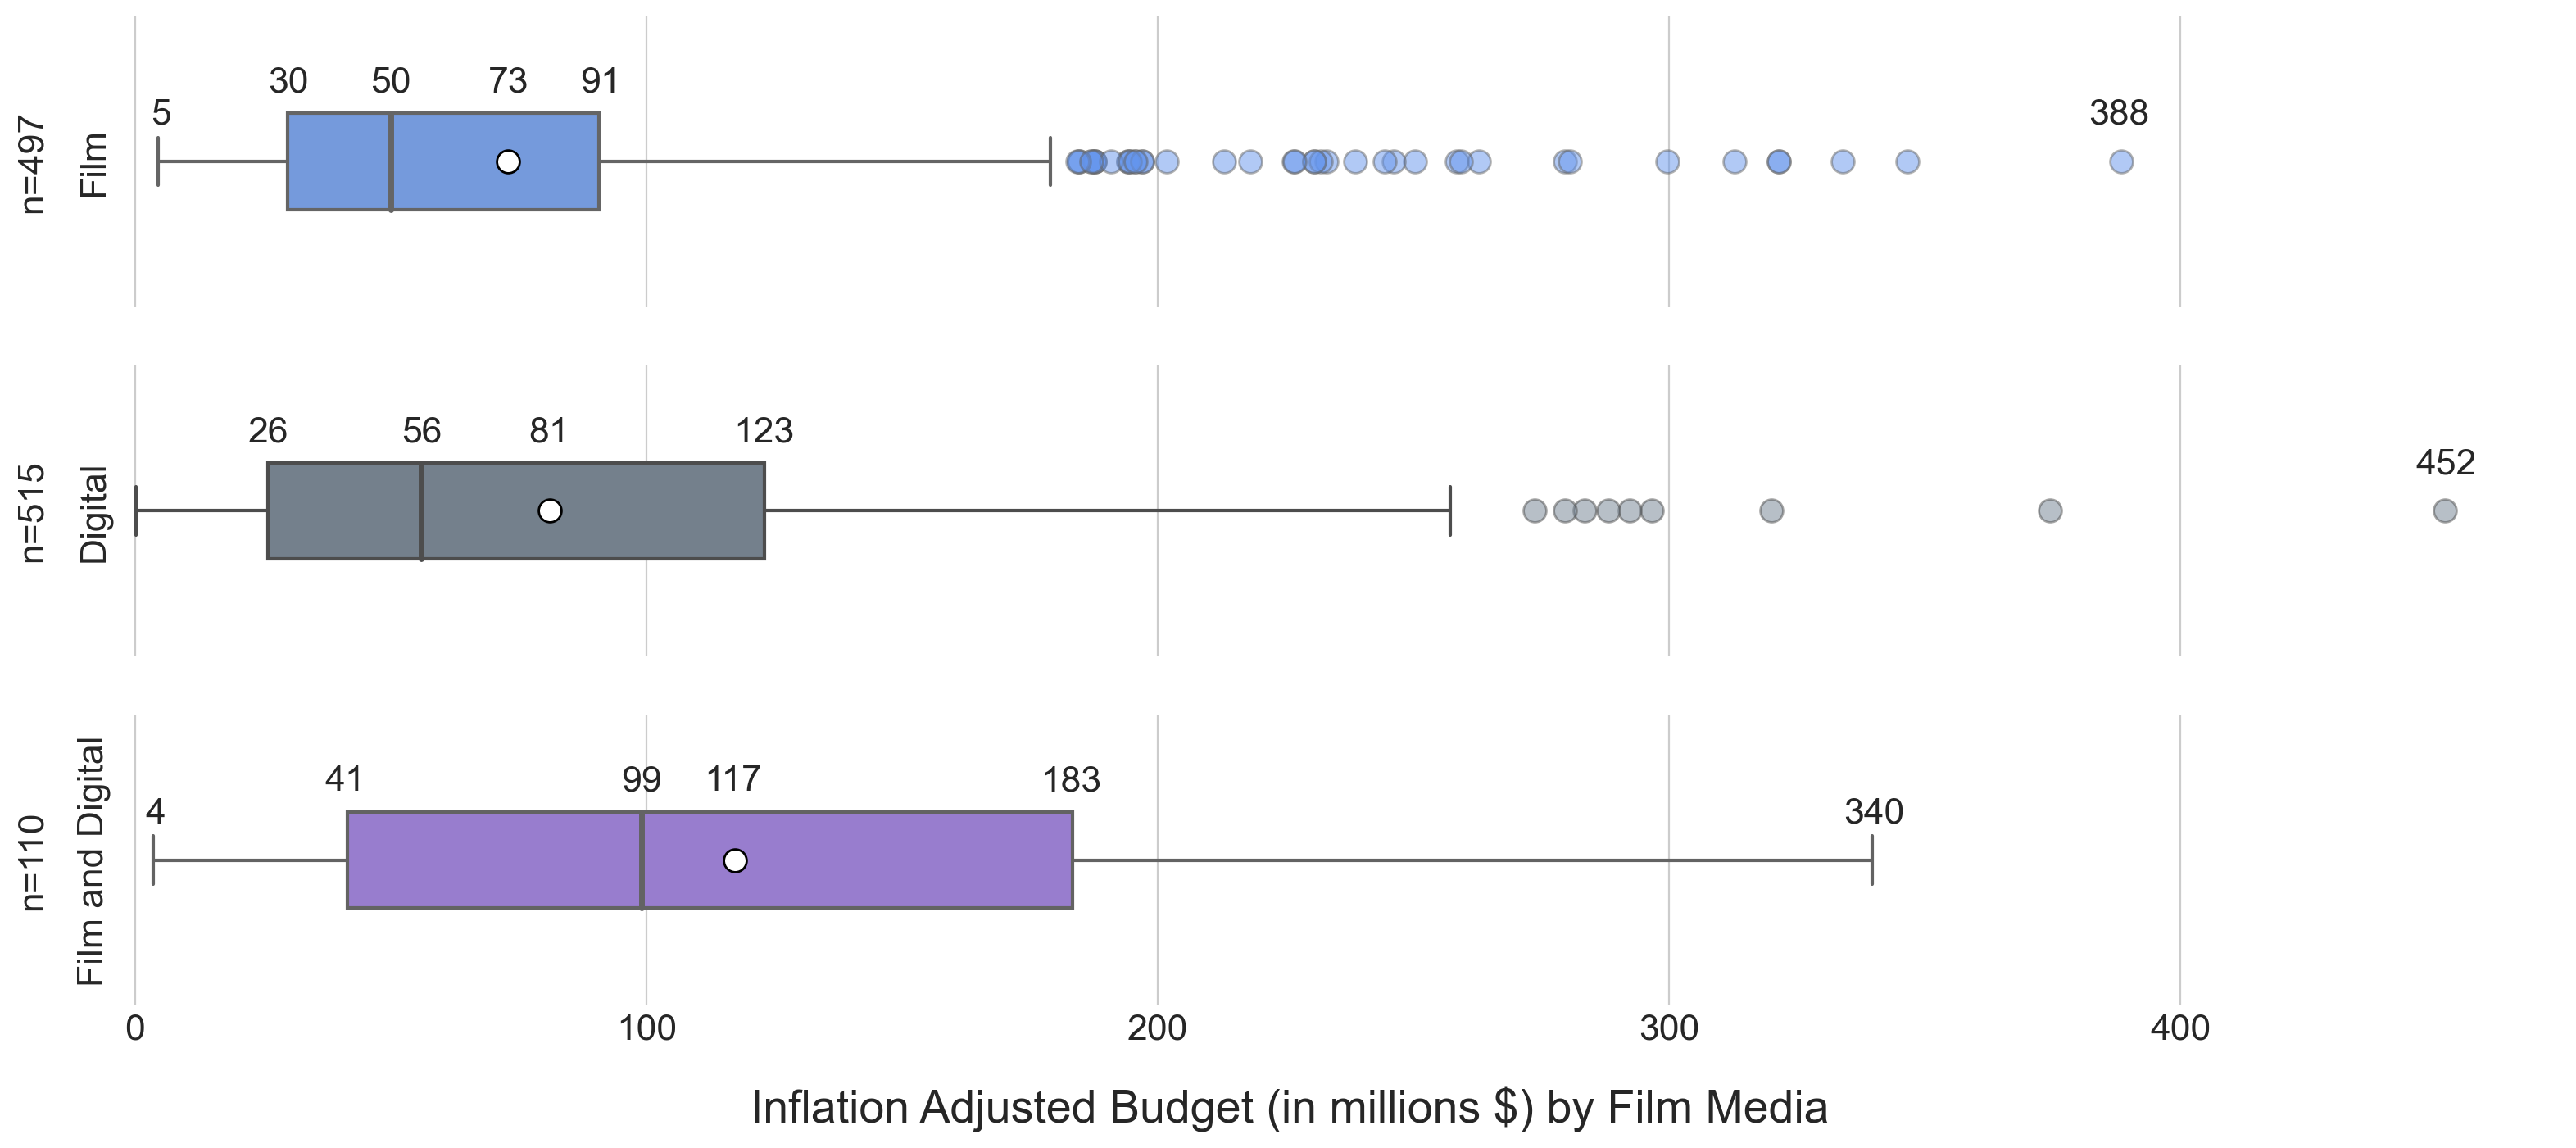 30 50 73 91
5
388
n=497
Film
26 56 81 123
452
n=515
Digital
41 99 117 183
4
340
n=110
Film and Digital
0 100 200 300 400
Inflation Adjusted Budget (in millions $) by Film Media